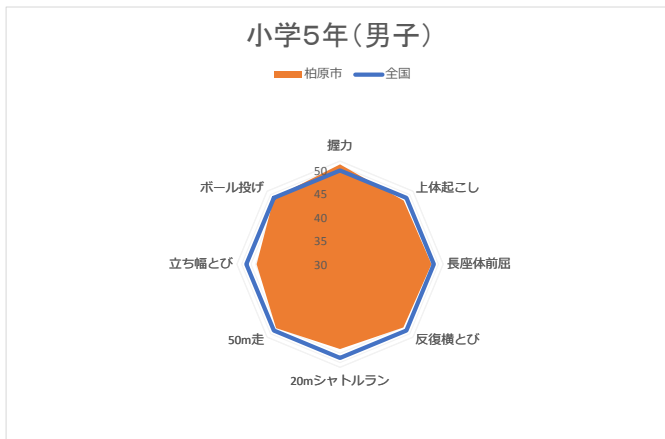 小学5年（男子）
柏原市 全国
握力
上体起こし
長座体前屈
反復横とび
20mシャトルラン
50m走
立ち幅とび
ボール投げ
50
45
40
35
30